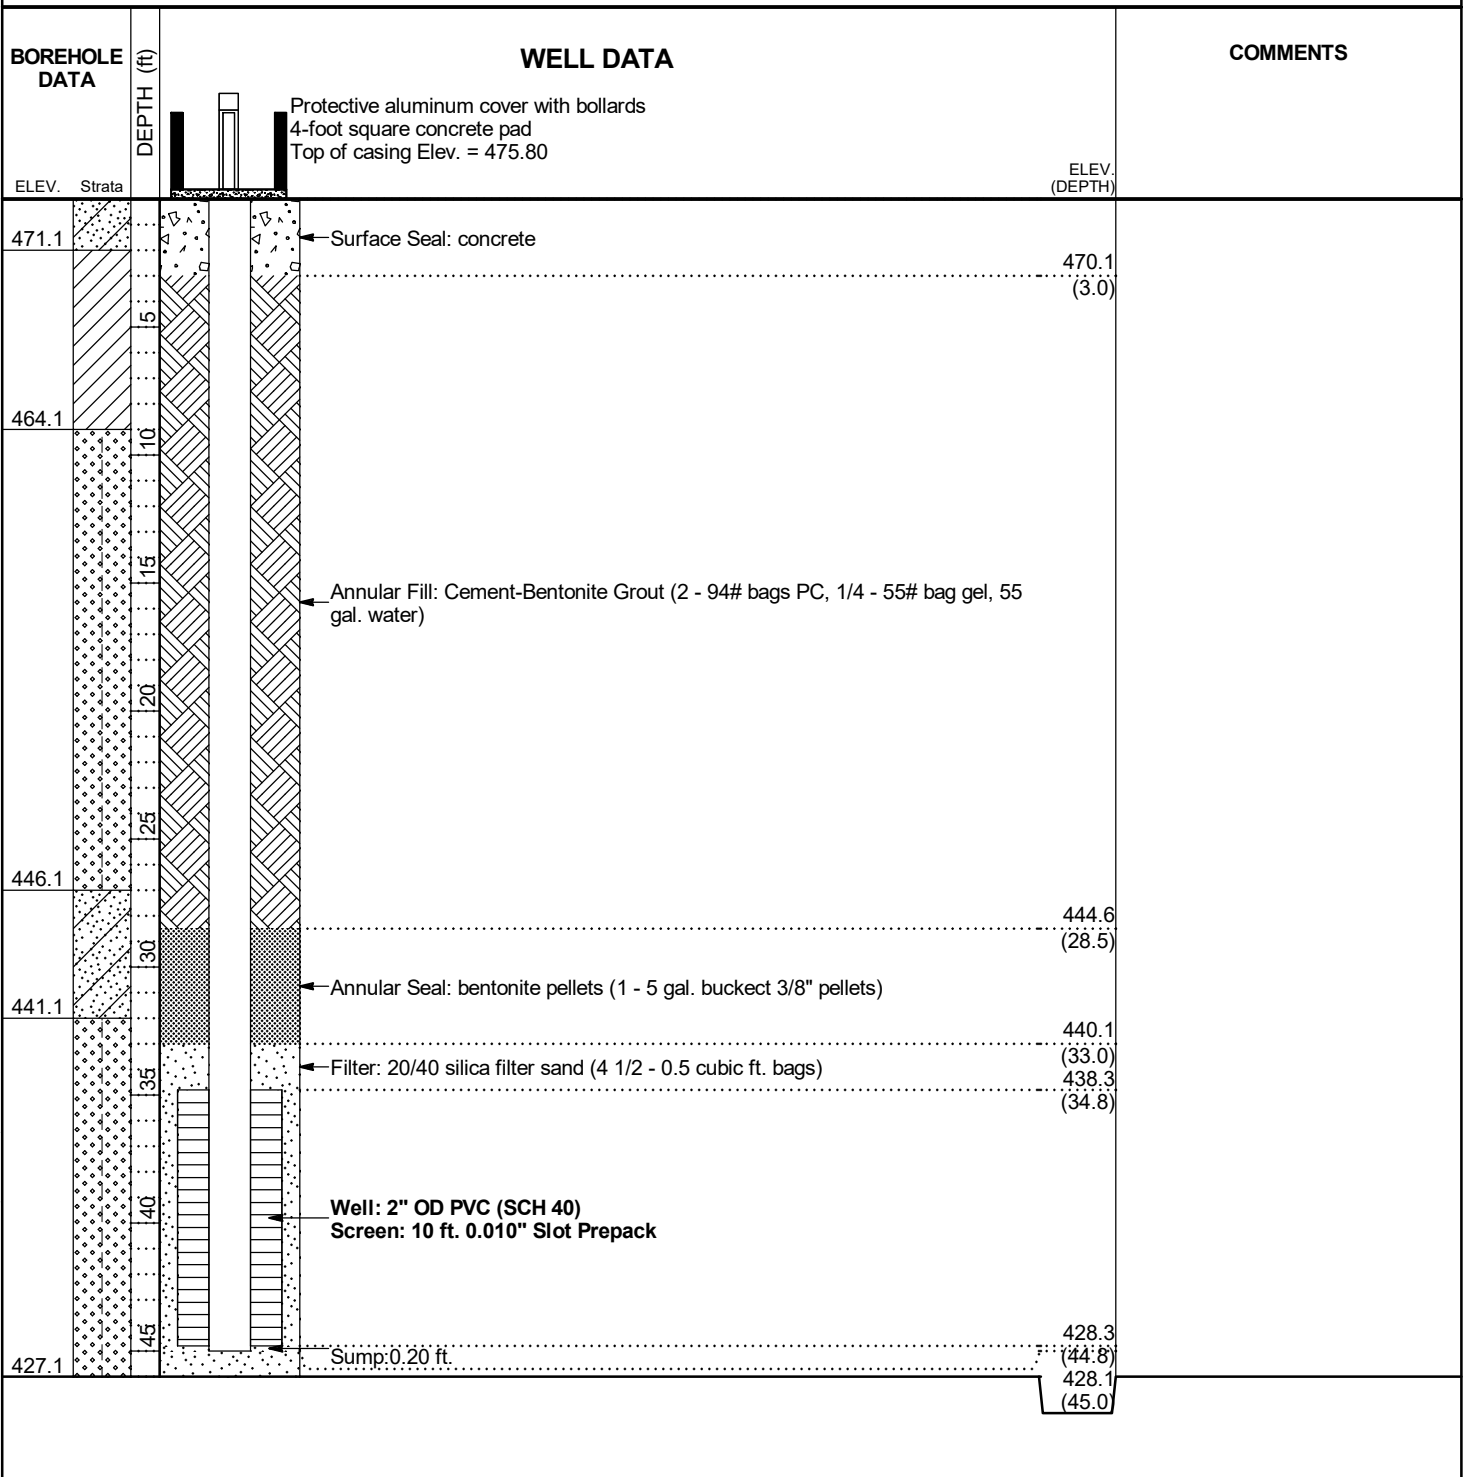 BOREHOLE
DATA
DEPTH (ft)
WELL DATA
COMMENTS
Protective aluminum cover with bollards
4-foot square concrete pad
Top of casing Elev. = 475.80
ELEV. Strata
ELEV.
(DEPTH)
471.1
Surface Seal: concrete
470.1
(3.0)
5
464.1
10
15
Annular Fill: Cement-Bentonite Grout (2 - 94# bags PC, 1/4 - 55# bag gel, 55
gal. water)
20
25
446.1
444.6
(28.5)
30
Annular Seal: bentonite pellets (1 - 5 gal. buckect 3/8" pellets)
441.1
440.1
(33.0)
Filter: 20/40 silica filter sand (4 1/2 - 0.5 cubic ft. bags)
438.3
(34.8)
35
40
Well: 2" OD PVC (SCH 40)
Screen: 10 ft. 0.010" Slot Prepack
45
428.3
(44.8)
Sump:0.20 ft.
427.1
428.1
(45.0)